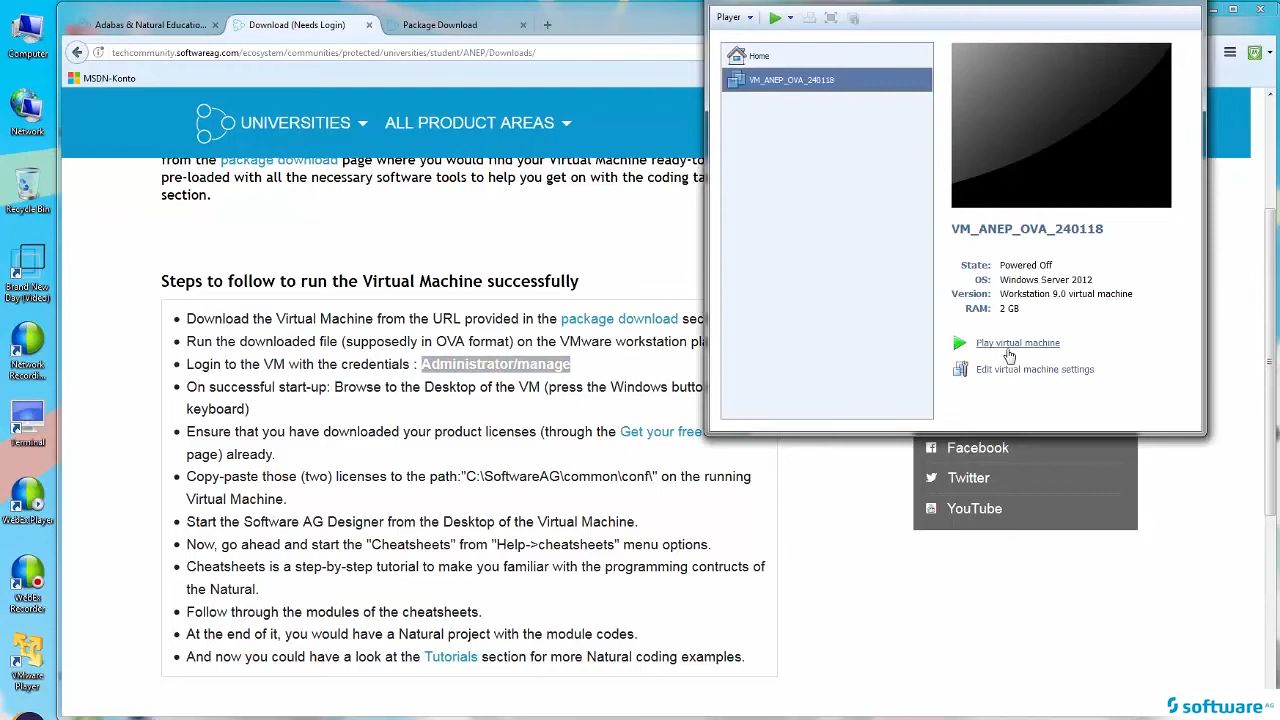 Computer
Network
Recycle Bin
Brand New
Day (Video)
Network
Recordi...
Terminal
WebEx Player
WebEx
Recorder
VMware
Player
Adabas & Natural Educatio...
Download (Needs Login)
Package Download
techcommunity.softwareag.com/ecosystem/communities/protected/universities/student/ANEP/Downloads/
MSDN-Konto
UNIVERSITIES
ALL PRODUCT AREAS
from the package download page where you would find your Virtual Machine ready-to
pre-loaded with all the necessary software tools to help you get on with the coding ta
section.
Steps to follow to run the Virtual Machine successfully
Download the Virtual Machine from the URL provided in the package download sec
Run the downloaded file (supposedly in OVA format) on the VMware workstation pl
Login to the VM with the credentials : Administrator/manage
On successful start-up: Browse to the Desktop of the VM (press the Windows butto
keyboard)
Ensure that you have downloaded your product licenses (through the Get your free
page) already.
Copy-paste those (two) licenses to the path:"C:\SoftwareAG\common\conf\" on the running
Virtual Machine.
Start the Software AG Designer from the Desktop of the Virtual Machine.
Now, go ahead and start the "Cheatsheets" from "Help->cheatsheets" menu options.
Cheatsheets is a step-by-step tutorial to make you familiar with the programming contructs of
the Natural.
Follow through the modules of the cheatsheets.
At the end of it, you would have a Natural project with the module codes.
And now you could have a look at the Tutorials section for more Natural coding examples.
Player
Home
VM_ANEP_OVA_240118
VM_ANEP_OVA_240118
State: Powered Off
OS: Windows Server 2012
Version: Workstation 9.0 virtual machine
RAM: 2 GB
Play virtual machine
Edit virtual machine settings
Facebook
Twitter
YouTube
software AG